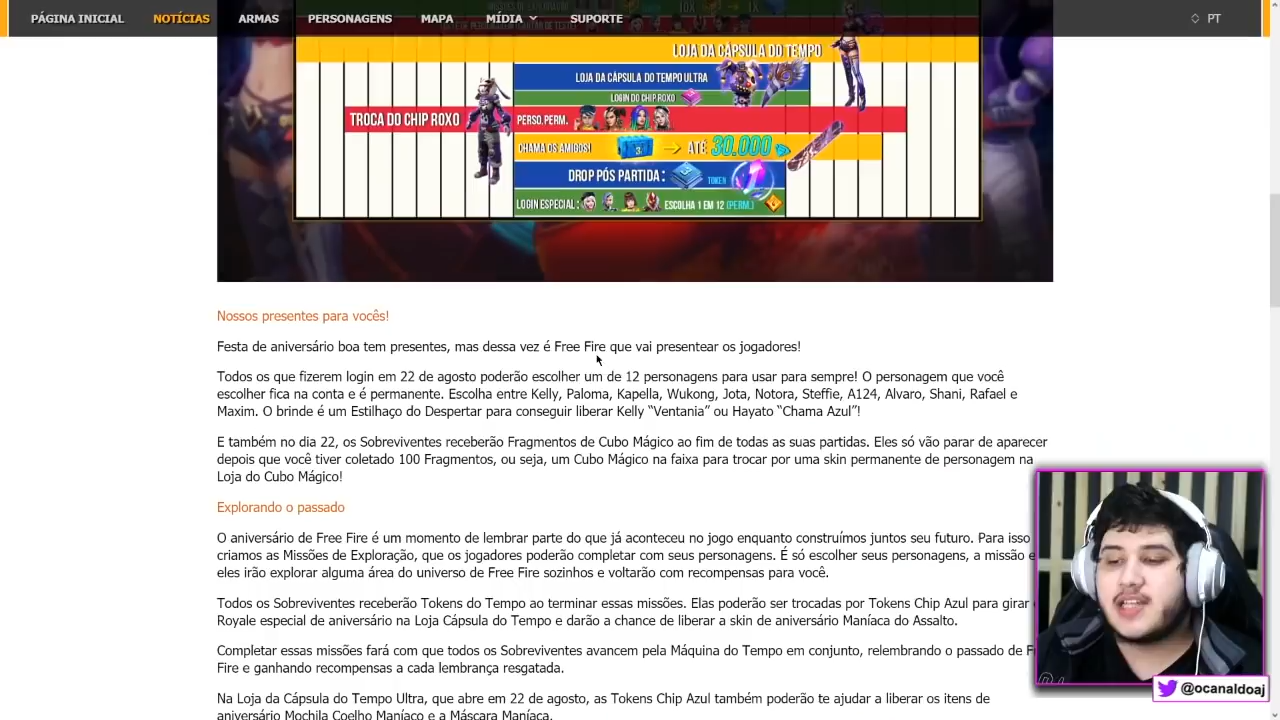 PÁGINA INICIAL NOTÍCIAS ARMAS PERSONAGENS MAPA MÍDIA SUPORTE PT
LOJA DA CÁPSULA DO TEMPO
LOJA DA CÁPSULA DO TEMPO ULTRA
LOGIN DO CHIP ROXO
TROCA DO CHIP ROXO PERSO.PERM.
CHAMA OS AMIGOS! 3 ATÉ 30.000
DROP PÓS PARTIDA: TOKEN
LOGIN ESPECIAL: ESCOLHA 1 EM 12 (PERM.)
Nossos presentes para vocês!
Festa de aniversário boa tem presentes, mas dessa vez é Free Fire que vai presentear os jogadores!
Todos os que fizerem login em 22 de agosto poderão escolher um de 12 personagens para usar para sempre! O personagem que você
escolher fica na conta e é permanente. Escolha entre Kelly, Paloma, Kapella, Wukong, Jota, Notora, Steffie, A124, Alvaro, Shani, Rafael e
Maxim. O brinde é um Estilhaço do Despertar para conseguir liberar Kelly “Ventania” ou Hayato “Chama Azul”!
E também no dia 22, os Sobreviventes receberão Fragmentos de Cubo Mágico ao fim de todas as suas partidas. Eles só vão parar de aparecer
depois que você tiver coletado 100 Fragmentos, ou seja, um Cubo Mágico na faixa para trocar por uma skin permanente de personagem na
Loja do Cubo Mágico!
Explorando o passado
O aniversário de Free Fire é um momento de lembrar parte do que já aconteceu no jogo enquanto construímos juntos seu futuro. Para isso
criamos as Missões de Exploração, que os jogadores poderão completar com seus personagens. É só escolher seus personagens, a missão e
eles irão explorar alguma área do universo de Free Fire sozinhos e voltarão com recompensas para você.
Todos os Sobreviventes receberão Tokens do Tempo ao terminar essas missões. Elas poderão ser trocadas por Tokens Chip Azul para girar
Royale especial de aniversário na Loja Cápsula do Tempo e darão a chance de liberar a skin de aniversário Maníaca do Assalto.
Completar essas missões fará com que todos os Sobreviventes avancem pela Máquina do Tempo em conjunto, relembrando o passado de
Fire e ganhando recompensas a cada lembrança resgatada.
Na Loja da Cápsula do Tempo Ultra, que abre em 22 de agosto, as Tokens Chip Azul também poderão te ajudar a liberar os itens de
aniversário Mochila Coelho Maníaco e a Máscara Maníaca.
@ocanaldoaj